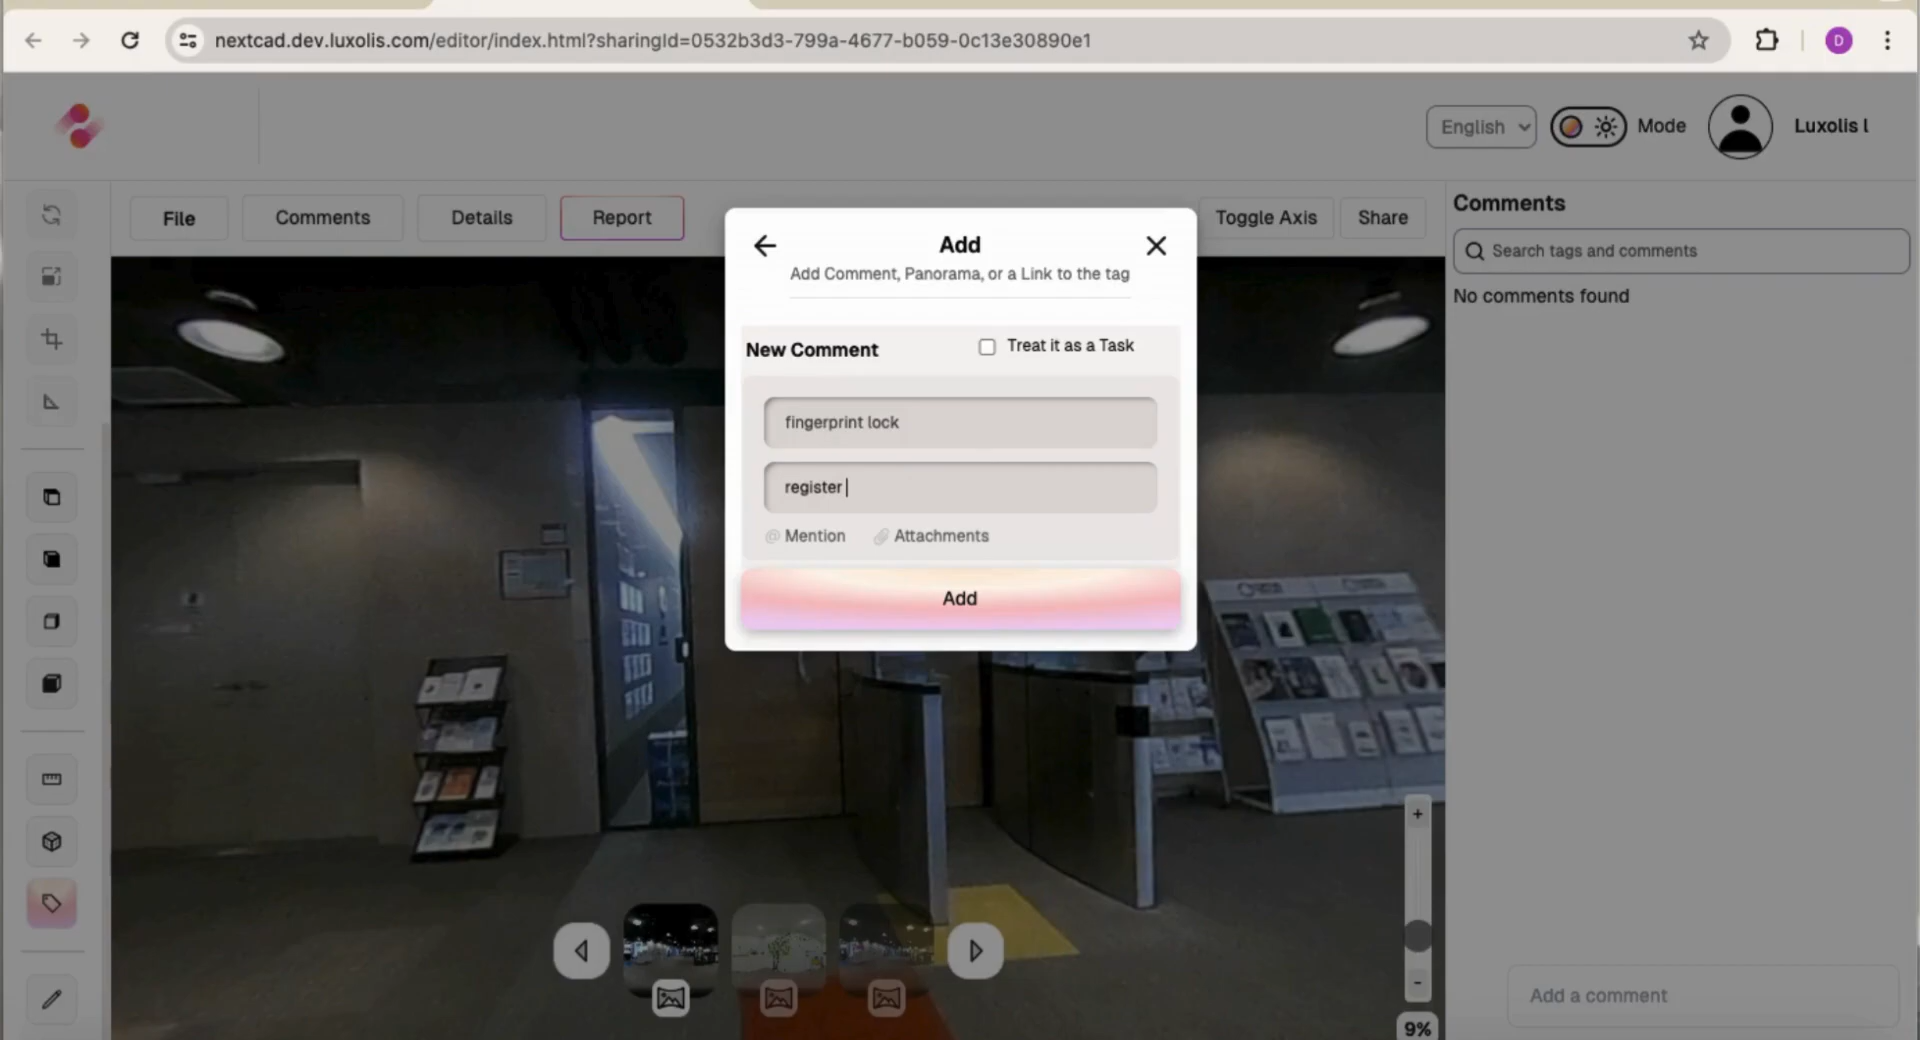 nextcad.dev.luxolis.com/editor/index.html?sharingId=0532b3d3-799a-4677-b059-0c13e30890e1
D
English
Mode
Luxolis l
File
Comments
Details
Report
Toggle Axis
Share
Add
Add Comment, Panorama, or a Link to the tag
New Comment
Treat it as a Task
fingerprint lock
register
@ Mention
Attachments
Add
Comments
Search tags and comments
No comments found
+
-
9%
Add a comment